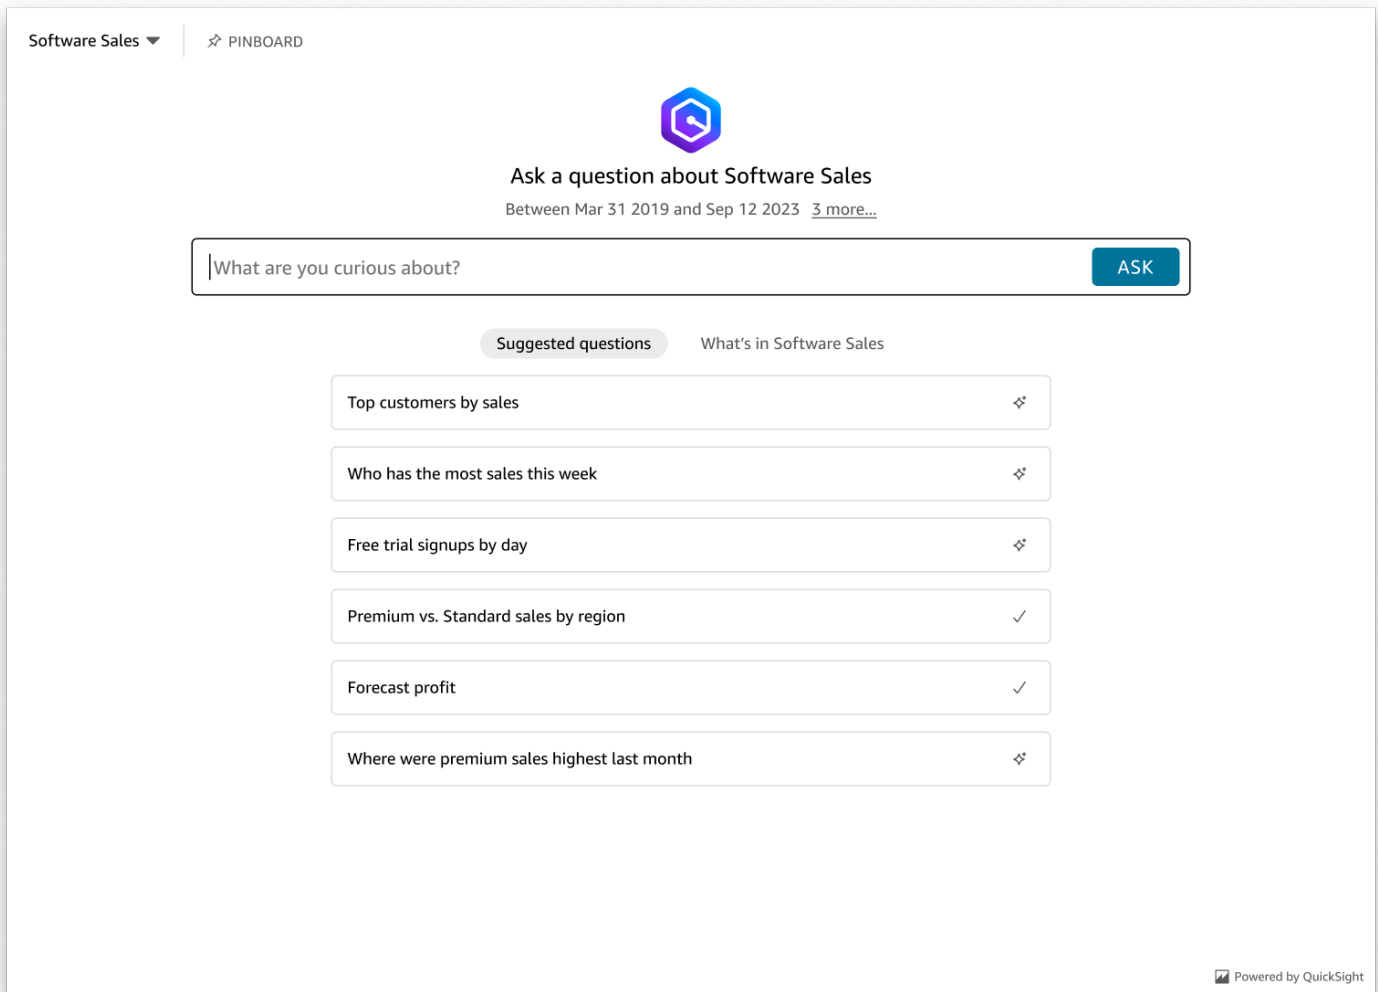 Software Sales
PINBOARD
Ask a question about Software Sales
Between Mar 31 2019 and Sep 12 2023 3 more...
What are you curious about?
ASK
Suggested questions
What's in Software Sales
Top customers by sales
Who has the most sales this week
Free trial signups by day
Premium vs. Standard sales by region
Forecast profit
Where were premium sales highest last month
Powered by QuickSight